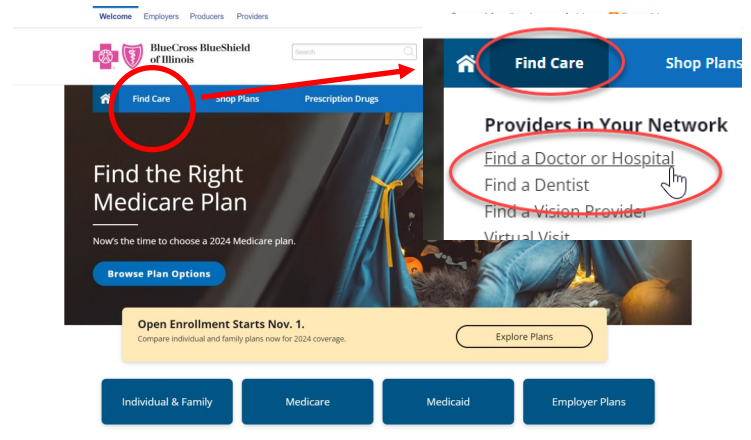 Welcome Employers Producers Providers
BlueCross BlueShield
of Illinois
Search
Find Care Shop Plans Prescription Drugs
Find the Right
Medicare Plan
Now's the time to choose a 2024 Medicare plan.
Browse Plan Options
Find Care Shop Plans
Providers in Your Network
Find a Doctor or Hospital
Find a Dentist
Find a Vision Provider
Virtual Visit
Open Enrollment Starts Nov. 1.
Compare individual and family plans now for 2024 coverage.
Explore Plans
Individual & Family Medicare Medicaid Employer Plans